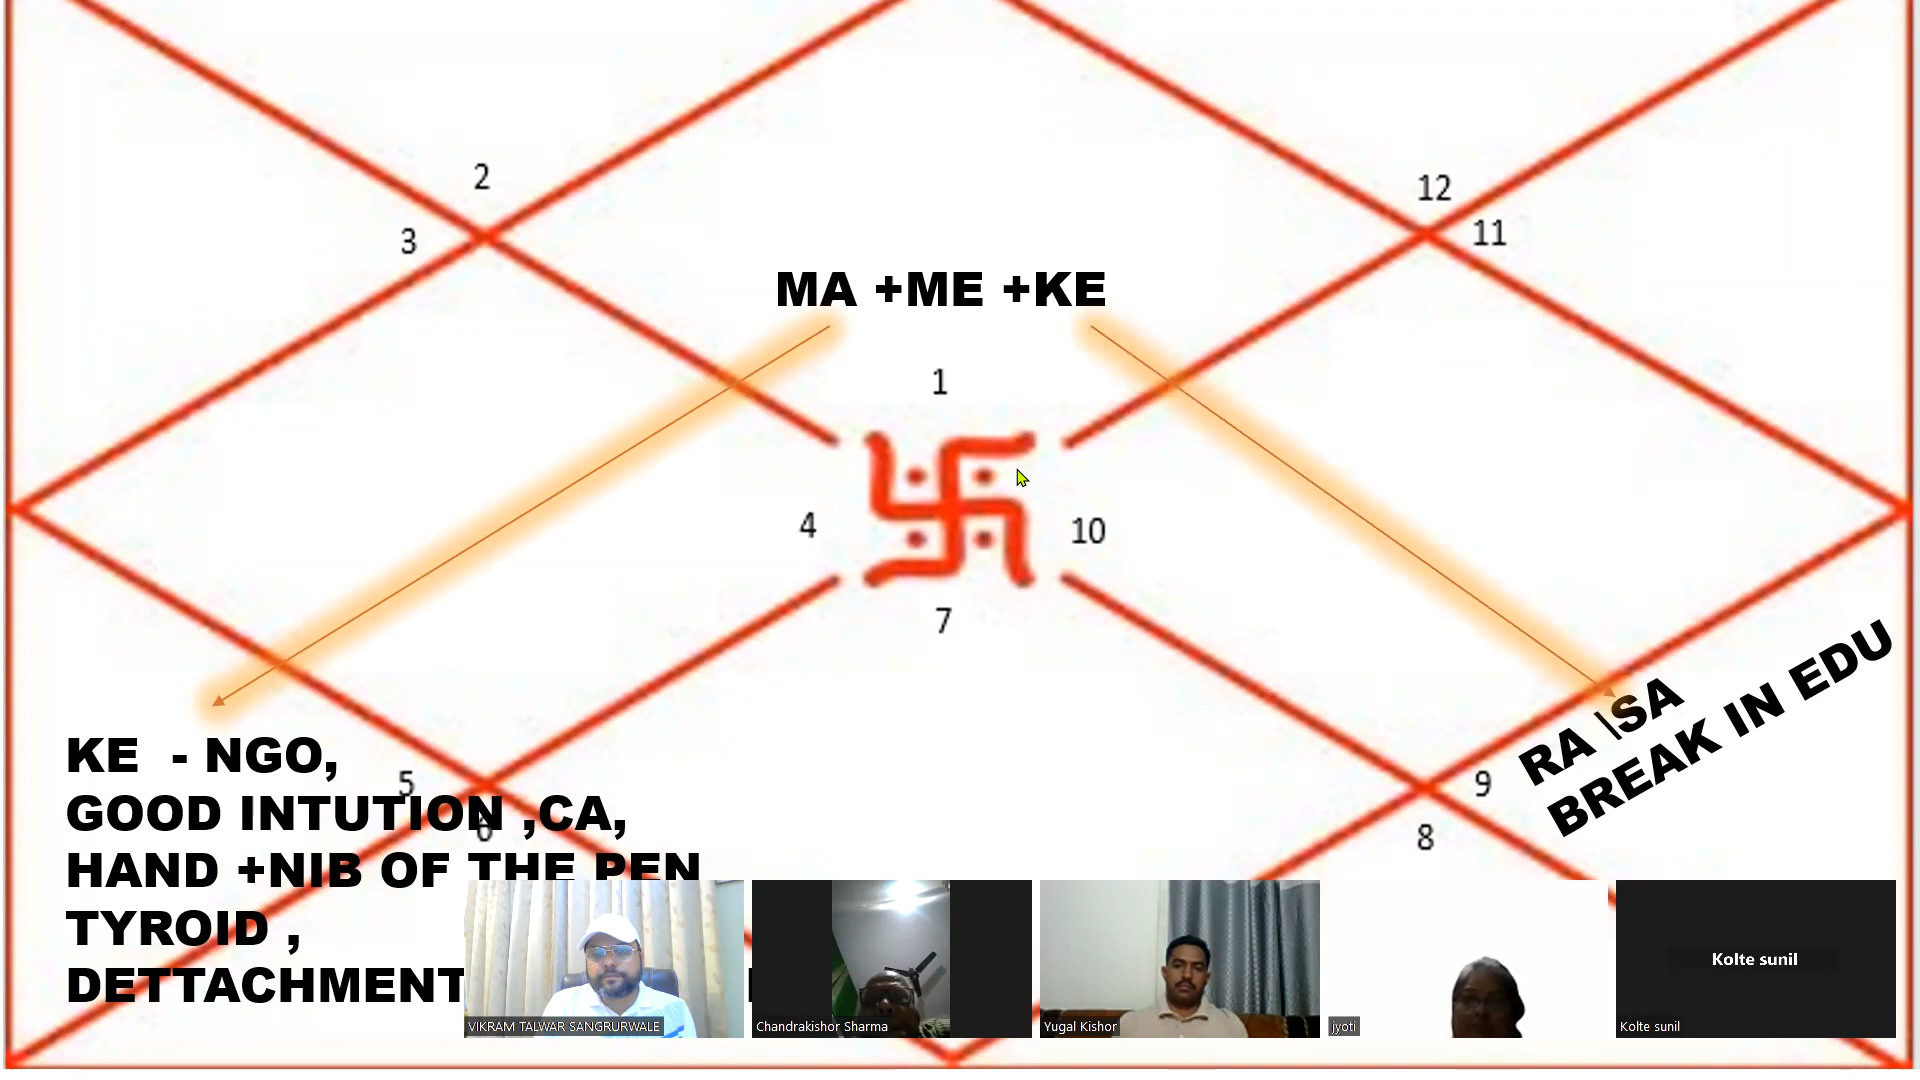 2
12
3
11
MA +ME +KE
1
4
10
7
RA \SA
BREAK IN EDU
KE - NGO,
5
9
GOOD INTUTION ,CA,
6
8
HAND +NIB OF THE PEN
TYROID ,
DETTACHMENT
Kolte sunil
VIKRAM TALWAR SANGRURWALE
Chandrakishor Sharma
Yugal Kishor
jyoti
Kolte sunil